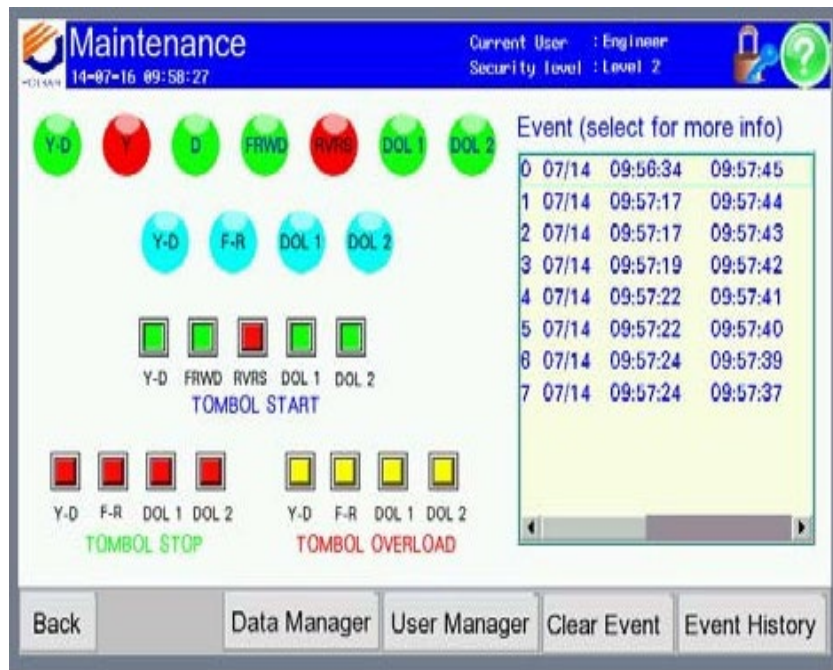 Maintenance
14-07-16 09:58:27
Current User : Engineer
Security level : Level 2
Y-D Y D FRWD RVRS DOL 1 DOL 2
Y-D F-R DOL 1 DOL 2
Y-D FRWD RVRS DOL 1 DOL 2
TOMBOL START
Y-D F-R DOL 1 DOL 2
TOMBOL STOP
Y-D F-R DOL 1 DOL 2
TOMBOL OVERLOAD
Event (select for more info)
0 07/14 09:56:34 09:57:45
1 07/14 09:57:17 09:57:44
2 07/14 09:57:17 09:57:43
3 07/14 09:57:19 09:57:42
4 07/14 09:57:22 09:57:41
5 07/14 09:57:22 09:57:40
6 07/14 09:57:24 09:57:39
7 07/14 09:57:24 09:57:37
Back Data Manager User Manager Clear Event Event History